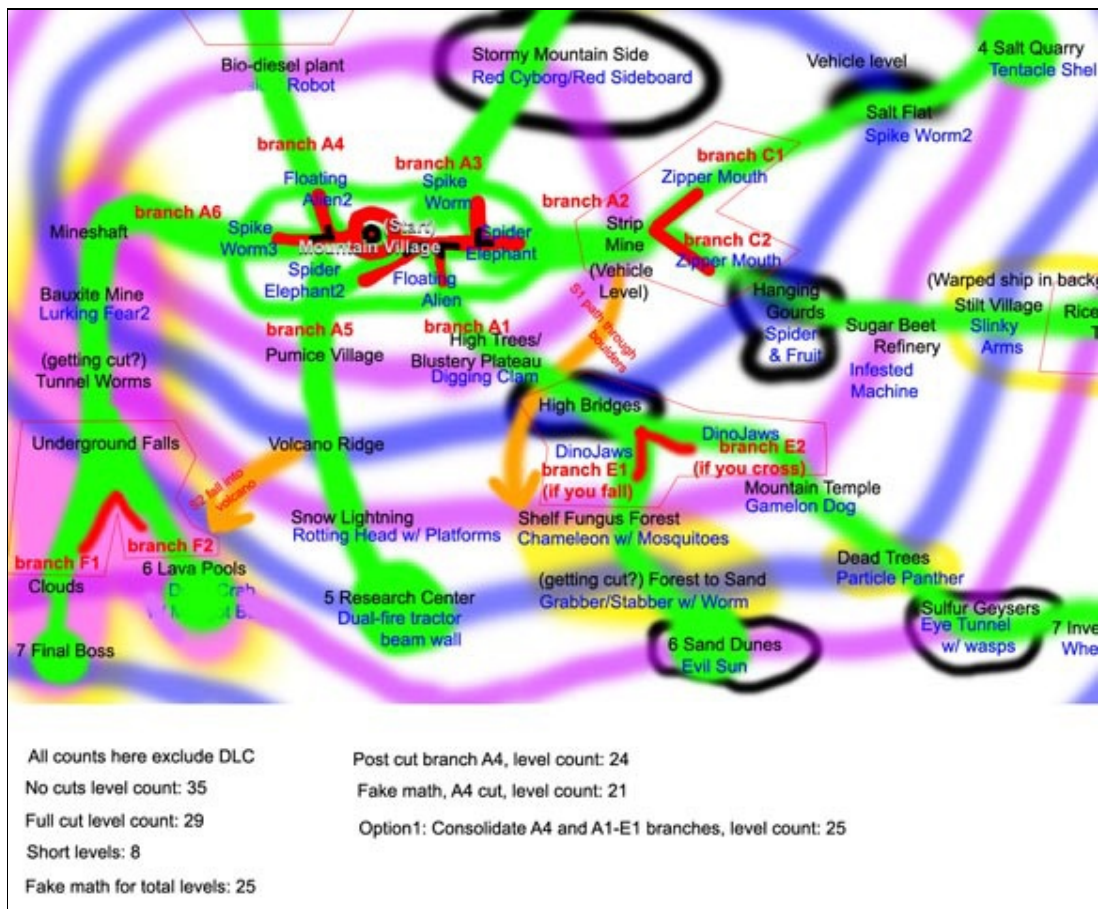 Bio-diesel plant
Robot
Stormy Mountain Side
Red Cyborg/Red Sideboard
Vehicle level
4 Salt Quarry
Tentacle Shel
Salt Flat
Spike Worm2
branch A4
Floating
Alien2
branch A3
Spike
Worm
branch C1
Zipper Mouth
branch A2
branch A6
Mineshaft
Spike
Worm3
(Start)
Mountain Village
Spider
Elephant
Strip
Mine
(Vehicle
Level)
branch C2
Zipper Mouth
Spider
Elephant2
Floating
Alien
Bauxite Mine
Lurking Fear2
Hanging
Gourds
Spider
& Fruit
(Warped ship in backg
Stilt Village
Slinky
Arms
Rice
T
Sugar Beet
Refinery
Infested
Machine
branch A5
Pumice Village
branch A1
High Trees/
Blustery Plateau
Digging Clam
S1 path through
boulders
(getting cut?)
Tunnel Worms
High Bridges
Underground Falls
Volcano Ridge
S2 fall into
volcano
DinoJaws
branch E1
(if you fall)
DinoJaws
branch E2
(if you cross)
Mountain Temple
Gamelon Dog
Snow Lightning
Rotting Head w/ Platforms
Shelf Fungus Forest
Chameleon w/ Mosquitoes
branch F1
Clouds
branch F2
6 Lava Pools
Crab
(getting cut?) Forest to Sand
Grabber/Stabber w/ Worm
Dead Trees
Particle Panther
5 Research Center
Dual-fire tractor
beam wall
Sulfur Geysers
Eye Tunnel
w/ wasps
7 Inve
Whe
7 Final Boss
6 Sand Dunes
Evil Sun
All counts here exclude DLC
No cuts level count: 35
Full cut level count: 29
Short levels: 8
Fake math for total levels: 25
Post cut branch A4, level count: 24
Fake math, A4 cut, level count: 21
Option1: Consolidate A4 and A1-E1 branches, level count: 25